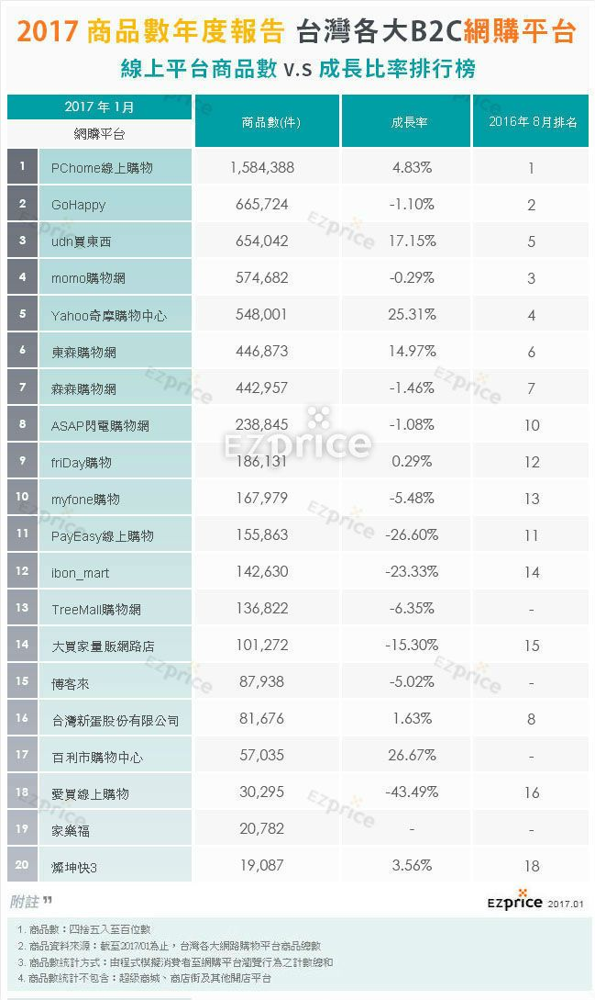 2017 商品數年度報告 台灣各大B2C網購平台
線上平台商品數 V.S 成長比率排行榜
2017 年 1月
網購平台 商品數(件) 成長率 2016年 8月排名
1 PChome線上購物 1,584,388 4.83% 1
2 GoHappy 665,724 -1.10% 2
3 udn買東西 654,042 17.15% 5
4 momo購物網 574,682 -0.29% 3
5 Yahoo奇摩購物中心 548,001 25.31% 4
6 東森購物網 446,873 14.97% 6
7 森森購物網 442,957 -1.46% 7
8 ASAP閃電購物網 238,845 -1.08% 10
9 friDay購物 186,131 0.29% 12
10 myfone購物 167,979 -5.48% 13
11 PayEasy線上購物 155,863 -26.60% 11
12 ibon_mart 142,630 -23.33% 14
13 TreeMall購物網 136,822 -6.35% -
14 大買家量販網路店 101,272 -15.30% 15
15 博客來 87,938 -5.02% -
16 台灣新蛋股份有限公司 81,676 1.63% 8
17 百利市購物中心 57,035 26.67% -
18 愛買線上購物 30,295 -43.49% 16
19 家樂福 20,782 - -
20 燦坤快3 19,087 3.56% 18
附註 ”
EZprice 2017.01
1. 商品數：四捨五入至百位數
2. 商品資料來源：截至2017/01為止，台灣各大網路購物平台商品總數
3. 商品數統計方式：由程式模擬消費者至網購平台瀏覽行為之計數總和
4. 商品數統計不包含：超級商城、商店街及其他開店平台